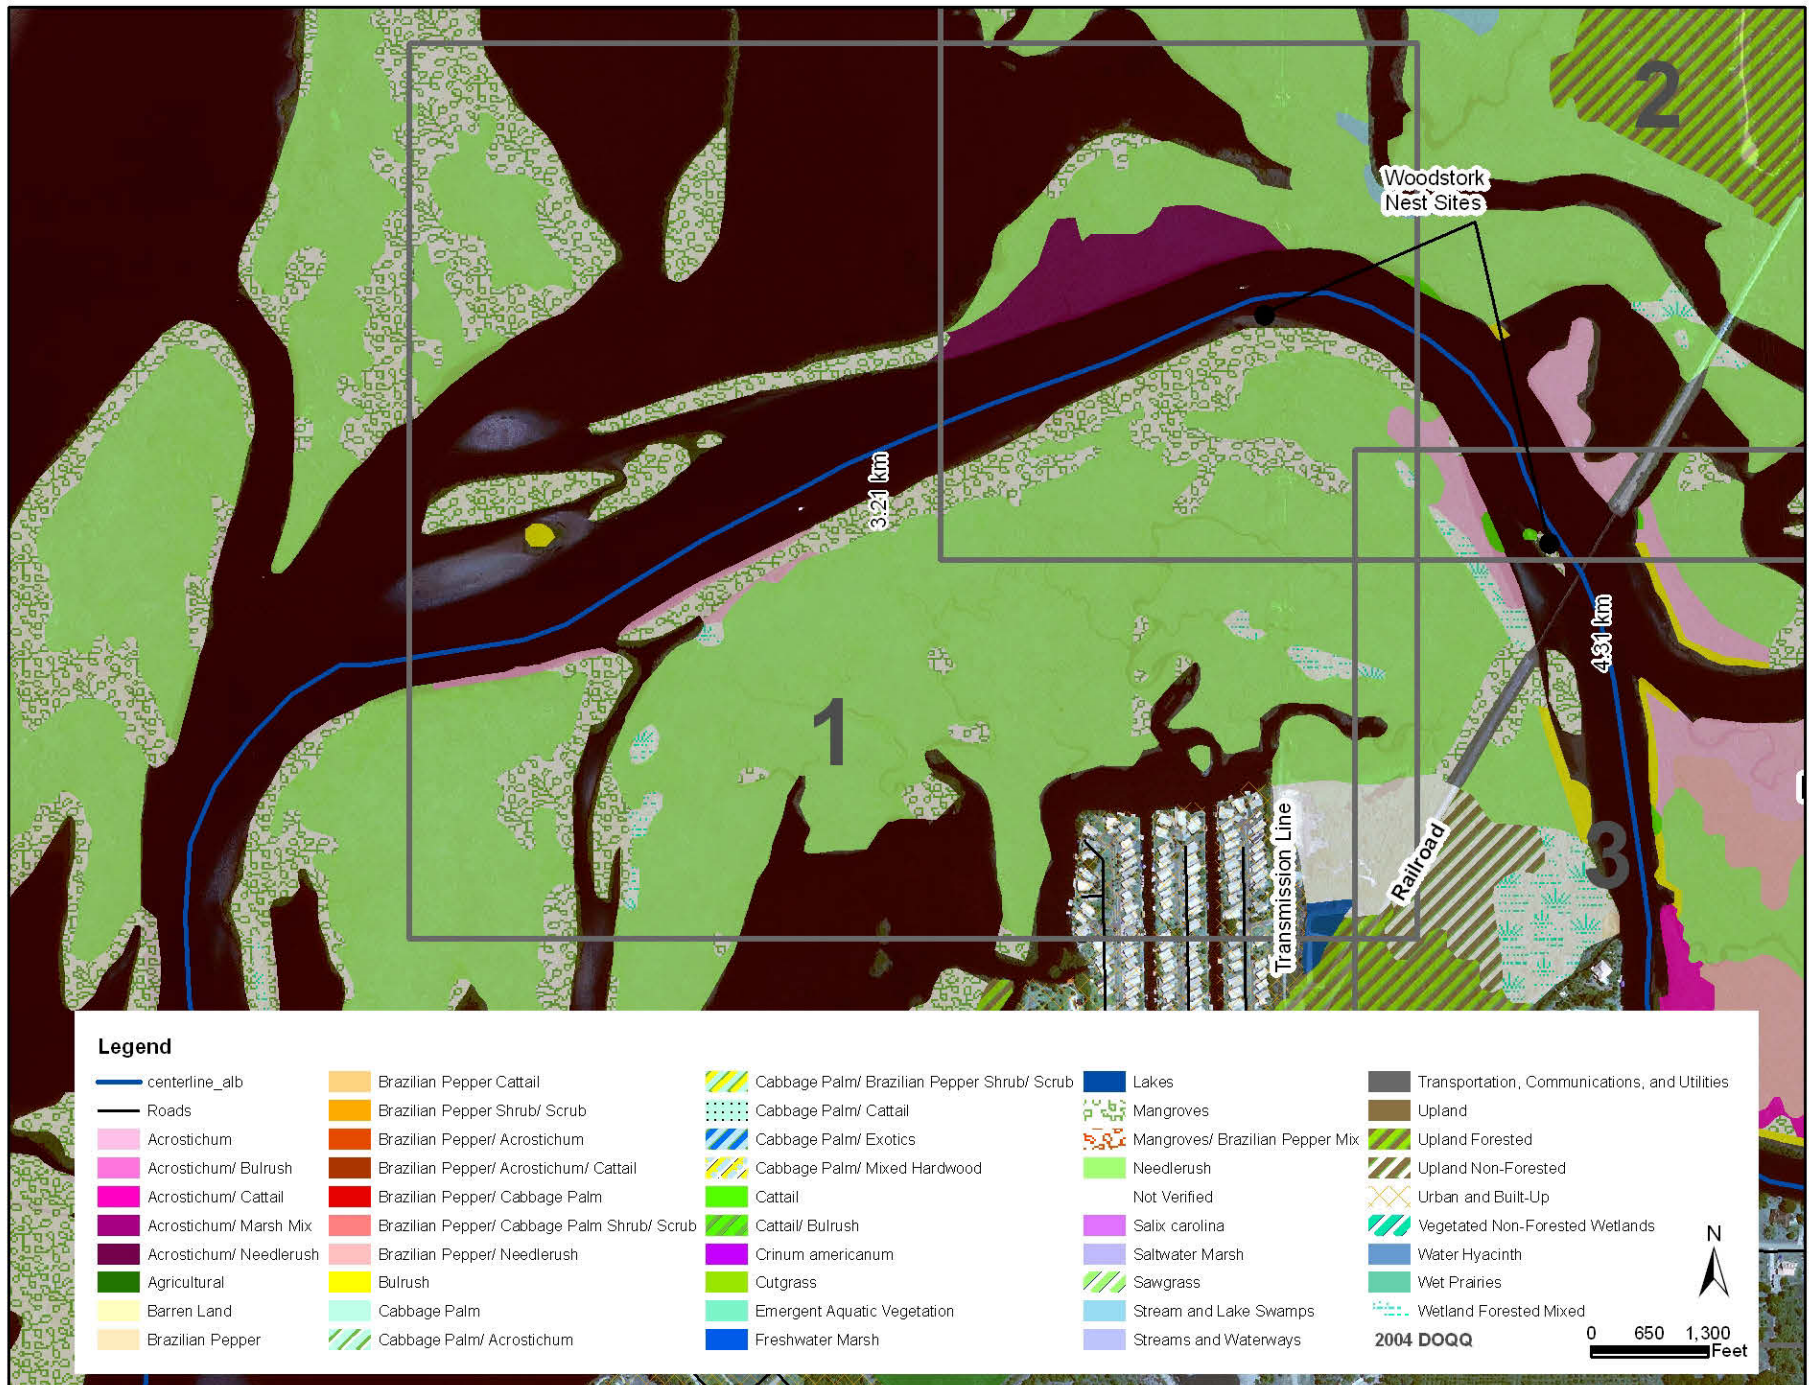 2
Woodstork
Nest Sites
3.21 km
4.31 km
1
3
Transmission Line
Railroad
Legend
centerline_alb
Roads
Acrostichum
Acrostichum/ Bulrush
Acrostichum/ Cattail
Acrostichum/ Marsh Mix
Acrostichum/ Needlerush
Agricultural
Barren Land
Brazilian Pepper
Brazilian Pepper Cattail
Brazilian Pepper Shrub/ Scrub
Brazilian Pepper/ Acrostichum
Brazilian Pepper/ Acrostichum/ Cattail
Brazilian Pepper/ Cabbage Palm
Brazilian Pepper/ Cabbage Palm Shrub/ Scrub
Brazilian Pepper/ Needlerush
Bulrush
Cabbage Palm
Cabbage Palm/ Acrostichum
Cabbage Palm/ Brazilian Pepper Shrub/ Scrub
Cabbage Palm/ Cattail
Cabbage Palm/ Exotics
Cabbage Palm/ Mixed Hardwood
Cattail
Cattail/ Bulrush
Crinum americanum
Cutgrass
Emergent Aquatic Vegetation
Freshwater Marsh
Lakes
Mangroves
Mangroves/ Brazilian Pepper Mix
Needlerush
Not Verified
Salix carolina
Saltwater Marsh
Sawgrass
Stream and Lake Swamps
Streams and Waterways
Transportation, Communications, and Utilities
Upland
Upland Forested
Upland Non-Forested
Urban and Built-Up
Vegetated Non-Forested Wetlands
Water Hyacinth
Wet Prairies
Wetland Forested Mixed
2004 DOQQ
N
0 650 1,300
Feet